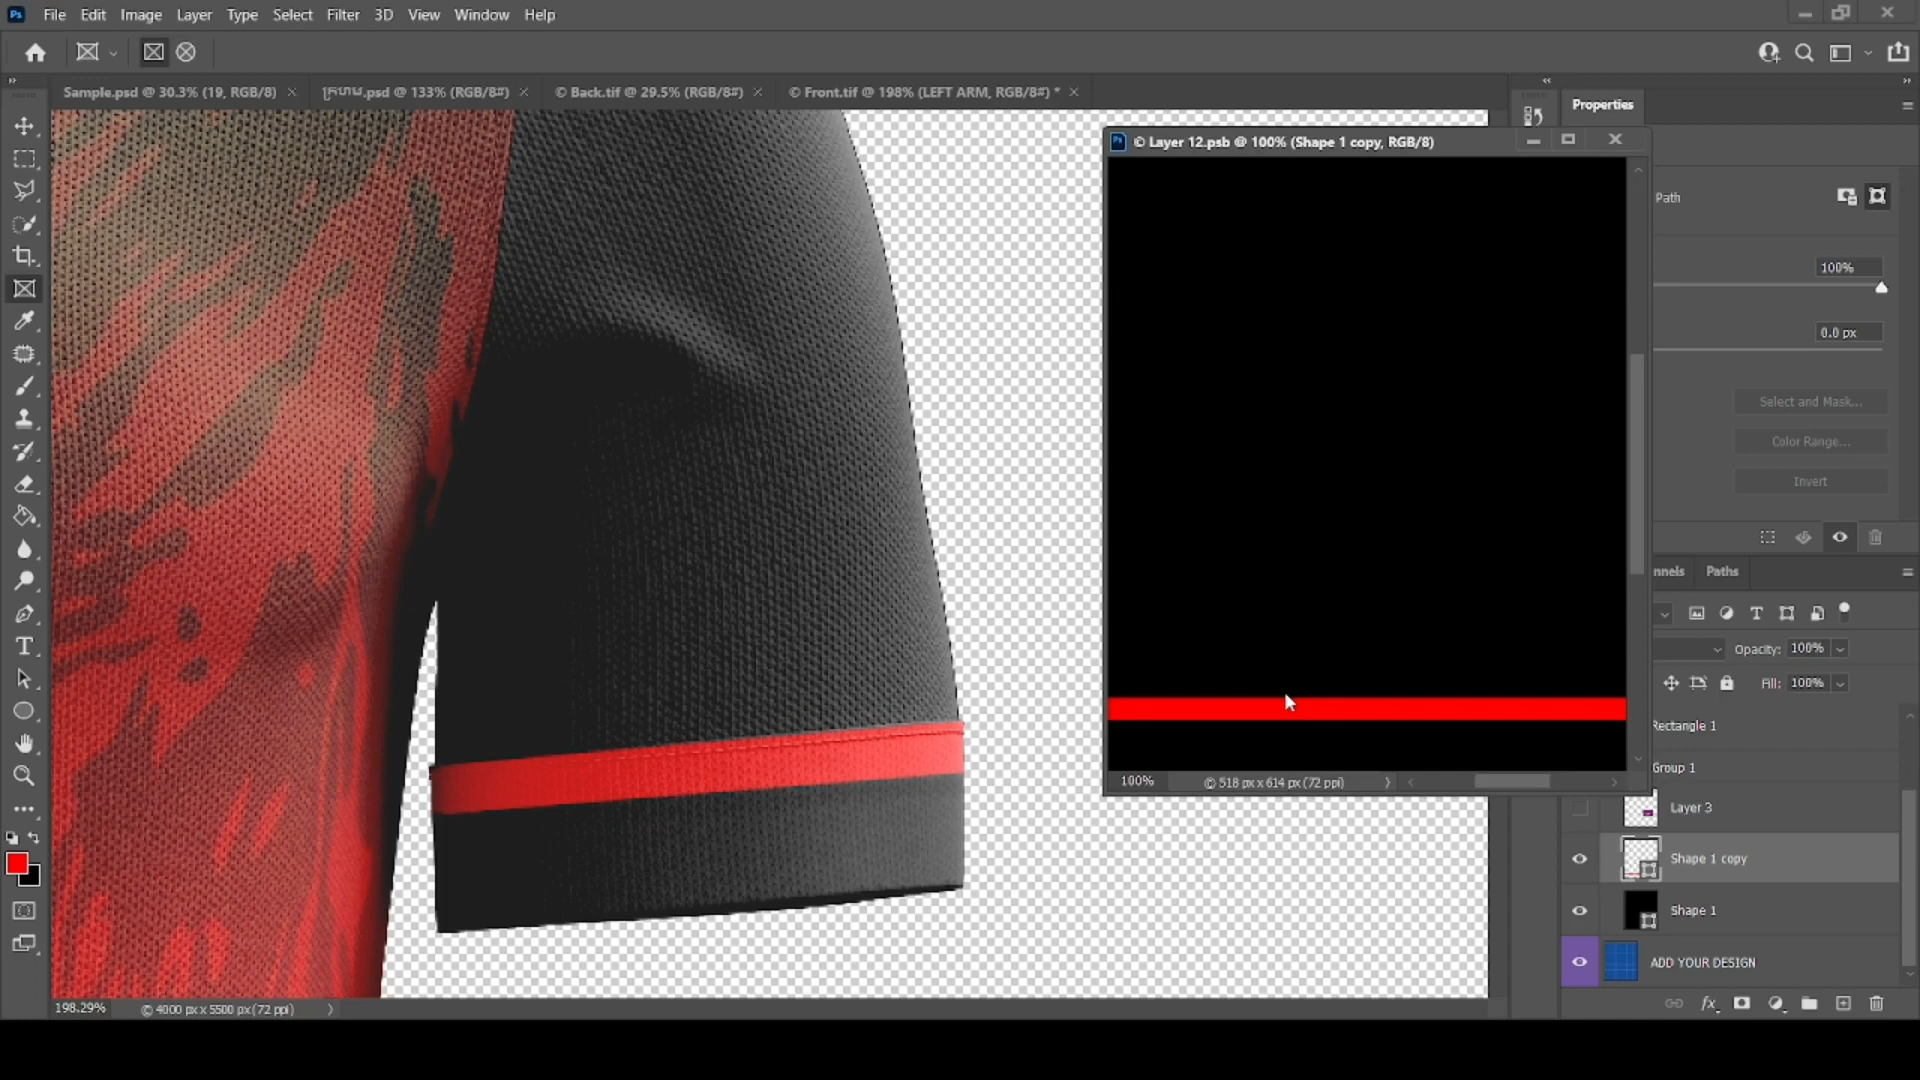 File Edit Image Layer Type Select Filter 3D View Window Help
Sample.psd @ 30.3% (19, RGB/8)
.psd @ 133% (RGB/8#)
© Back.tif @ 29.5% (RGB/8#)
© Front.tif @ 198% (LEFT ARM, RGB/8#) *
Properties
© Layer 12.psb @ 100% (Shape 1 copy, RGB/8)
Path
100%
0.0 px
Select and Mask...
Color Range...
Invert
nnels Paths
Opacity: 100%
Fill: 100%
Rectangle 1
Group 1
100% © 518 px x 614 px (72 ppi)
Layer 3
Shape 1 copy
Shape 1
ADD YOUR DESIGN
198.29% © 4000 px x 5500 px (72 ppi)